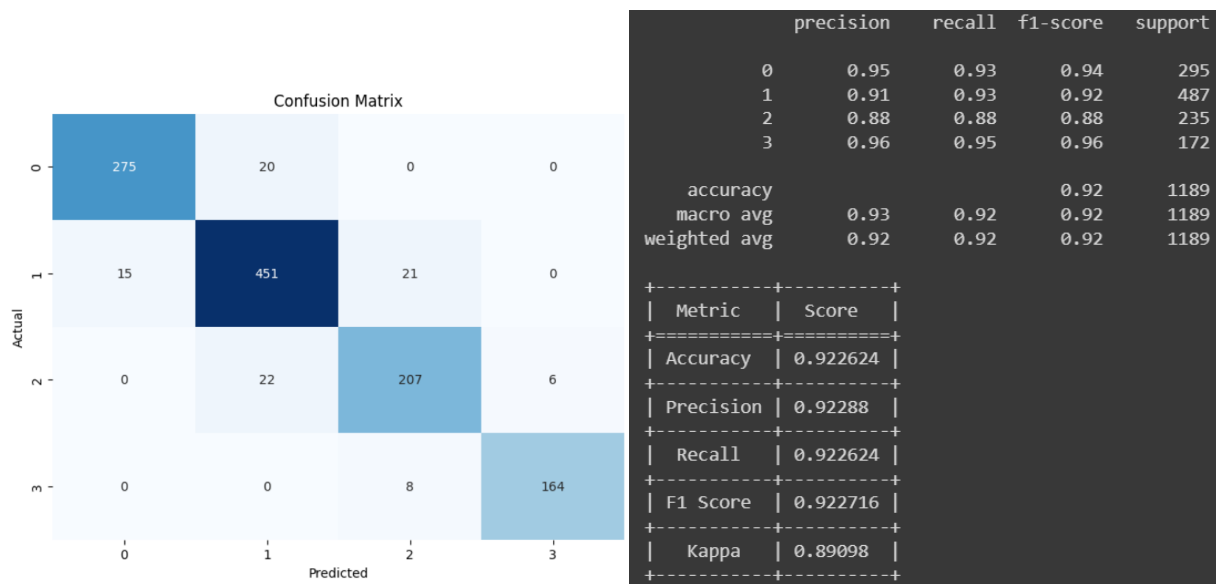 Confusion Matrix
0 275 20 0 0
1 15 451 21 0
2 0 22 207 6
3 0 0 8 164
0 1 2 3
Actual
Predicted
precision recall f1-score support
0 0.95 0.93 0.94 295
1 0.91 0.93 0.92 487
2 0.88 0.88 0.88 235
3 0.96 0.95 0.96 172
accuracy 0.92 1189
macro avg 0.93 0.92 0.92 1189
weighted avg 0.92 0.92 0.92 1189
+-----------+----------+
| Metric | Score |
+===========+==========+
| Accuracy | 0.922624 |
+-----------+----------+
| Precision | 0.92288 |
+-----------+----------+
| Recall | 0.922624 |
+-----------+----------+
| F1 Score | 0.922716 |
+-----------+----------+
| Kappa | 0.89098 |
+-----------+----------+